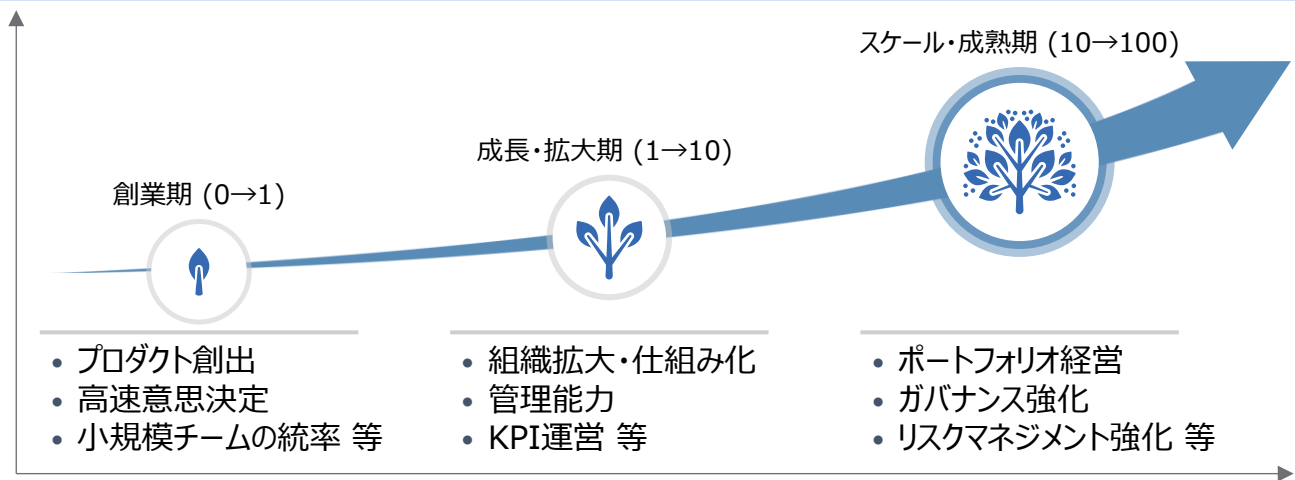 スケール・成熟期 (10→100)
成長・拡大期 (1→10)
創業期 (0→1)
• プロダクト創出
• 高速意思決定
• 小規模チームの統率 等
• 組織拡大・仕組み化
• 管理能力
• KPI運営 等
• ポートフォリオ経営
• ガバナンス強化
• リスクマネジメント強化 等